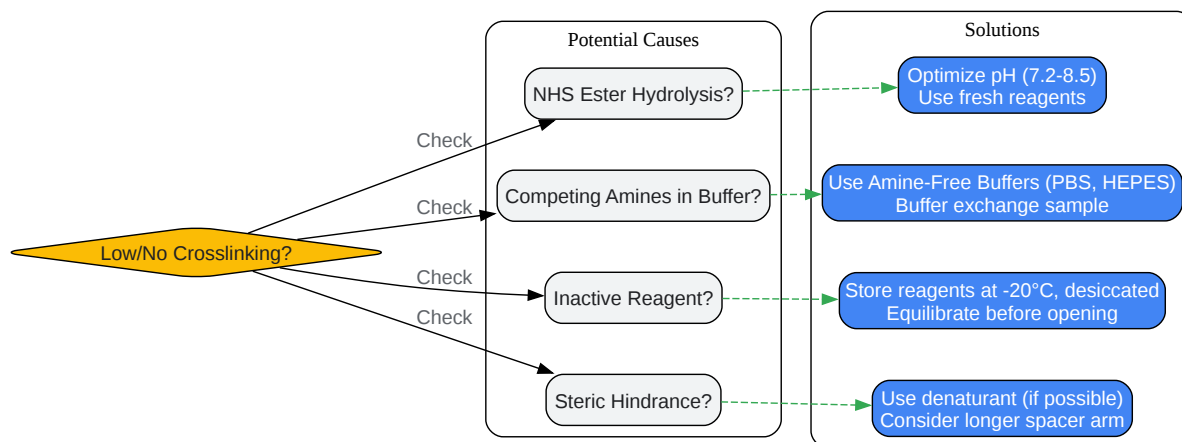 Potential Causes
Solutions
NHS Ester Hydrolysis?
Optimize pH (7.2-8.5)
Use fresh reagents
Check
Competing Amines in Buffer?
Use Amine-Free Buffers (PBS, HEPES)
Buffer exchange sample
Check
Low/No Crosslinking?
Check
Inactive Reagent?
Store reagents at -20°C, desiccated
Equilibrate before opening
Check
Steric Hindrance?
Use denaturant (if possible)
Consider longer spacer arm